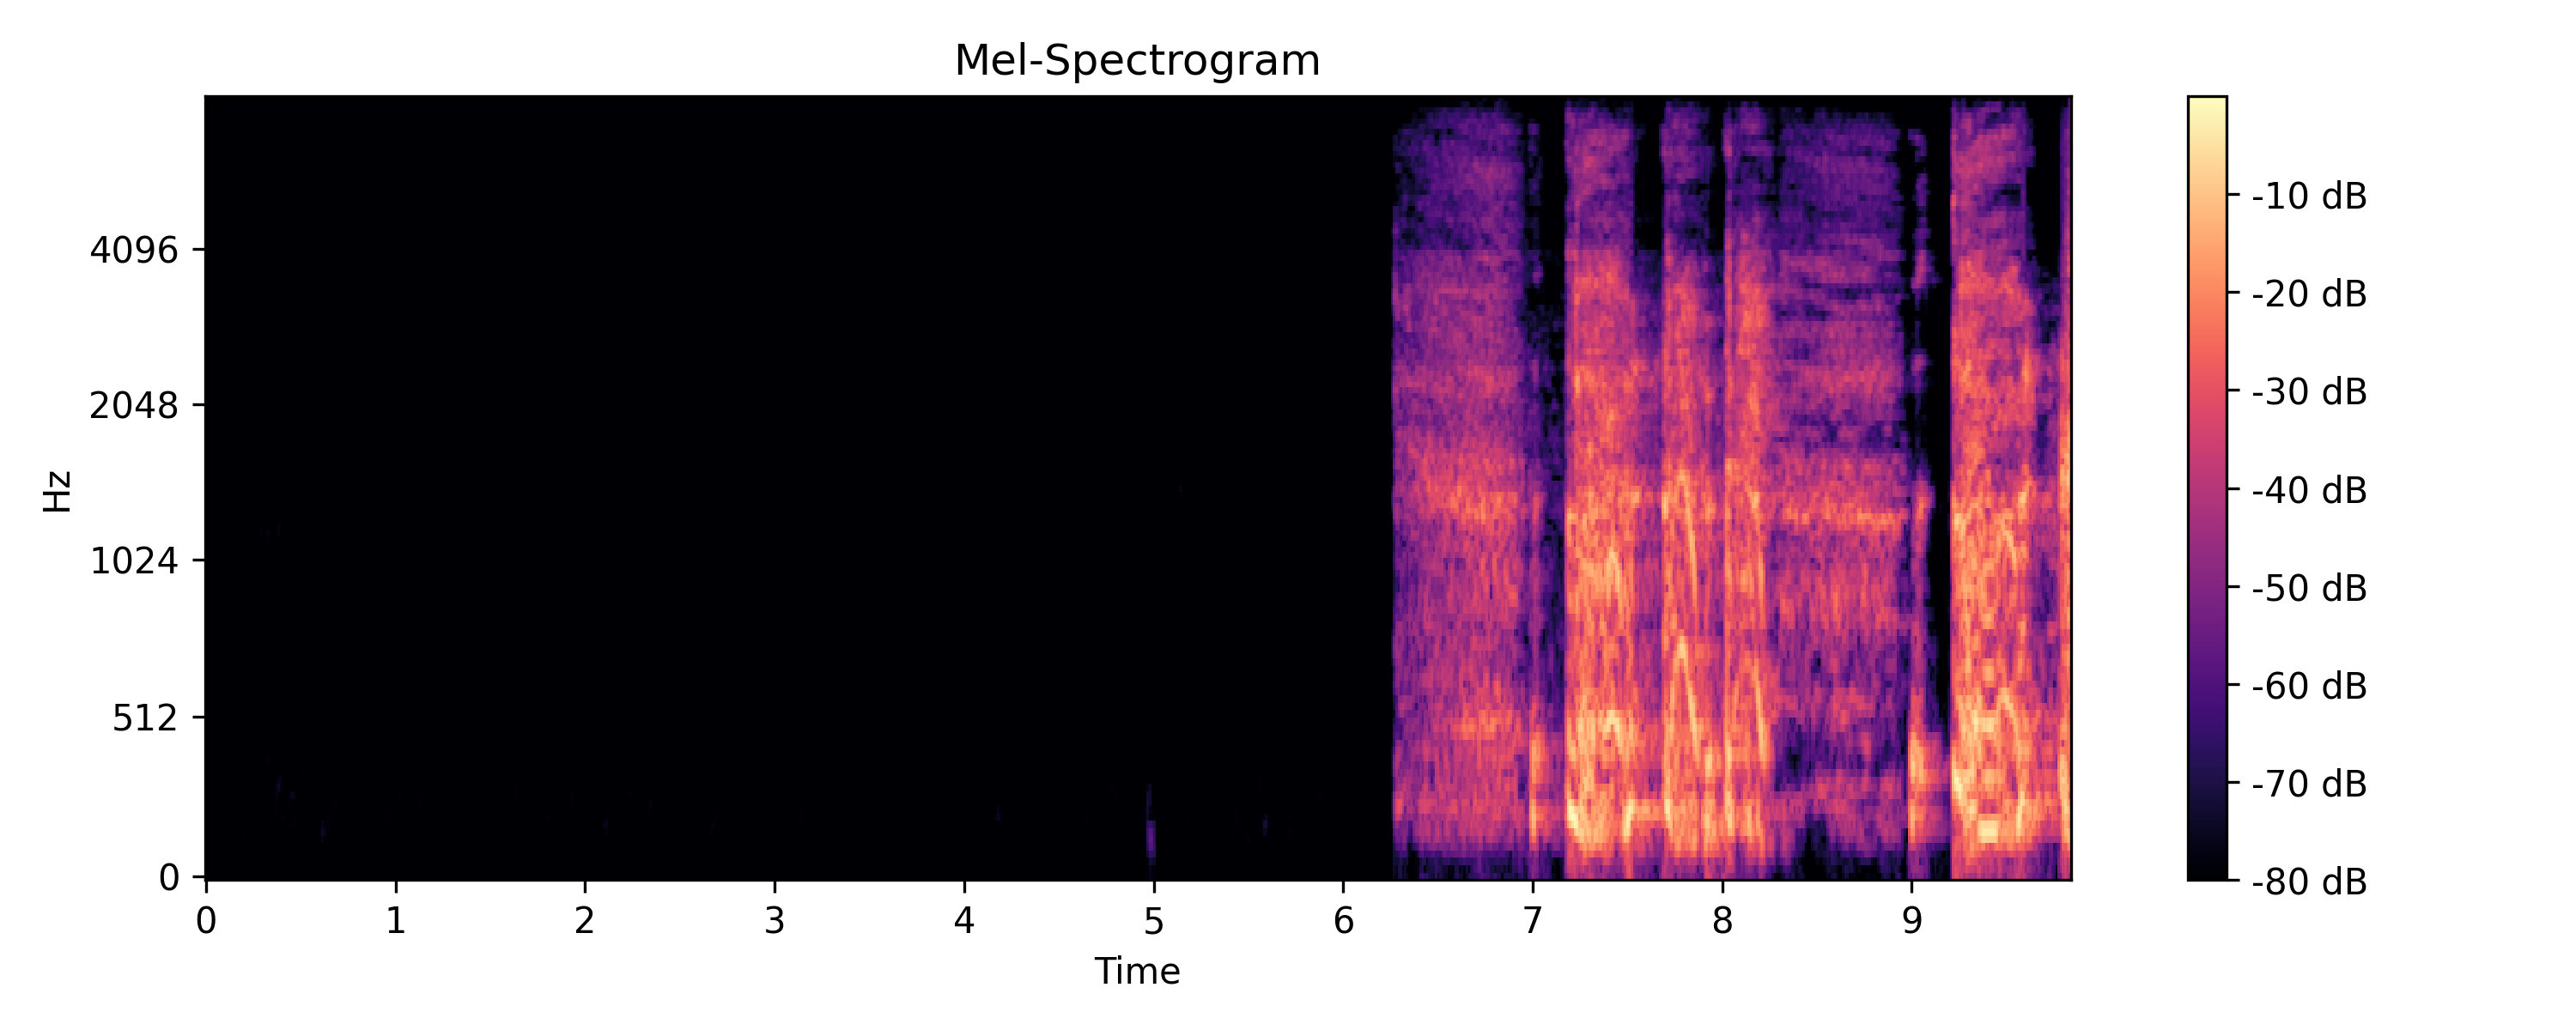 Mel-Spectrogram
Hz
4096
2048
1024
512
0
0 1 2 3 4 5 6 7 8 9
Time
-10 dB
-20 dB
-30 dB
-40 dB
-50 dB
-60 dB
-70 dB
-80 dB